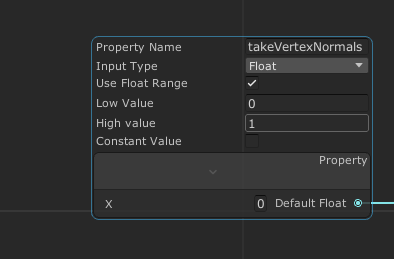 Property Name takeVertexNormals
Input Type Float
Use Float Range
Low Value 0
High value 1
Constant Value
Property
X 0 Default Float